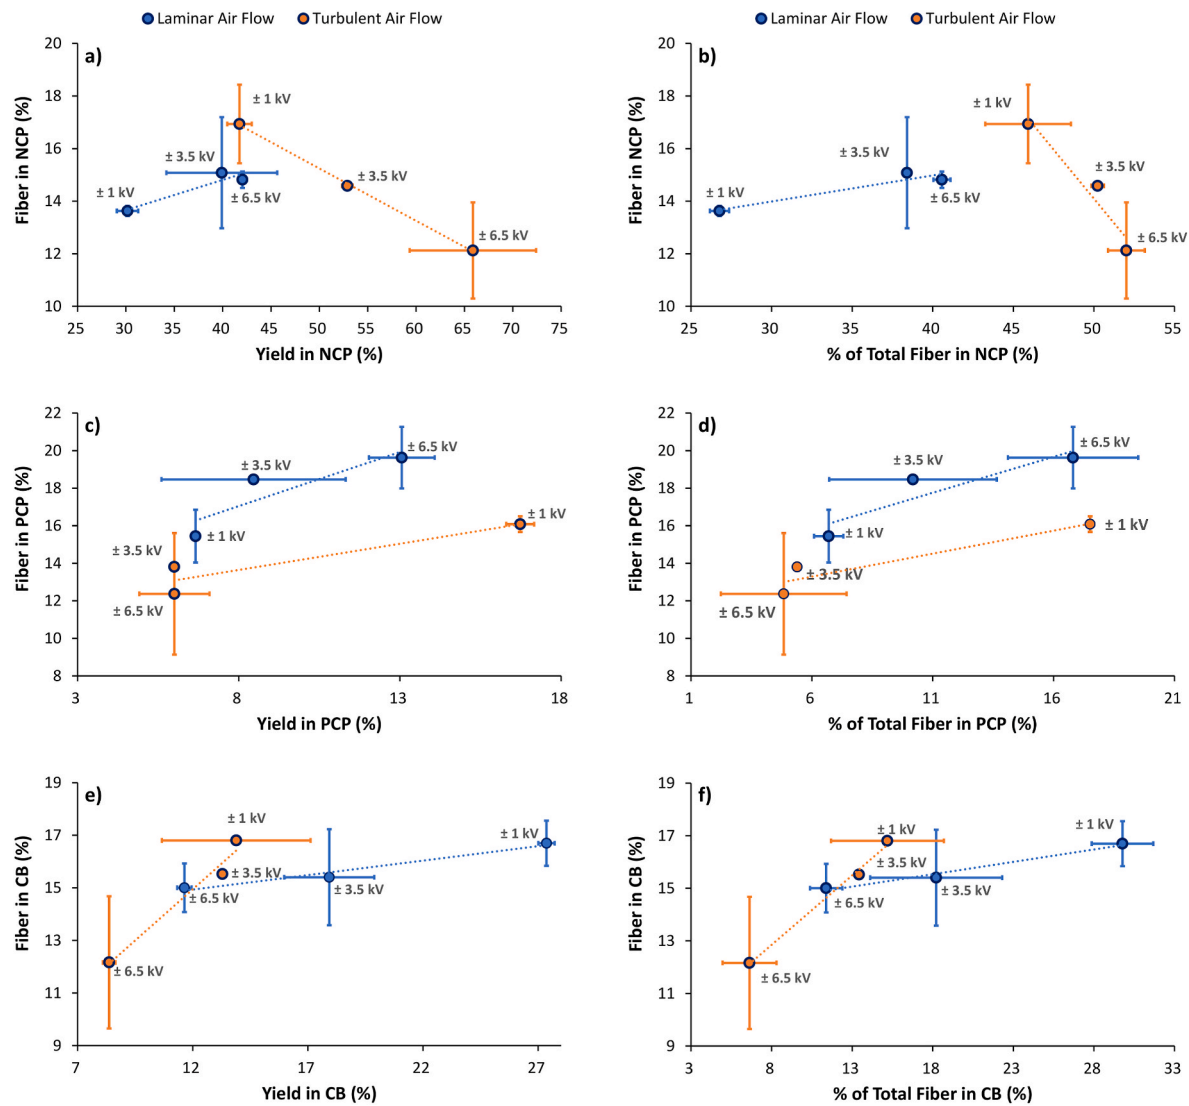 Laminar Air Flow Turbulent Air Flow
Laminar Air Flow Turbulent Air Flow
a)
Fiber in NCP (%)
20
18
16
14
12
10
± 1 kV
± 3.5 kV
± 3.5 kV
± 1 kV
± 6.5 kV
± 6.5 kV
25 30 35 40 45 50 55 60 65 70 75
Yield in NCP (%)
b)
Fiber in NCP (%)
20
18
16
14
12
10
± 1 kV
± 3.5 kV
± 3.5 kV
± 1 kV
± 6.5 kV
± 6.5 kV
25 30 35 40 45 50 55
% of Total Fiber in NCP (%)
c)
Fiber in PCP (%)
22
20
18
16
14
12
10
8
± 6.5 kV
± 3.5 kV
± 1 kV
± 1 kV
± 3.5 kV
± 6.5 kV
3 8 13 18
Yield in PCP (%)
d)
Fiber in PCP (%)
22
20
18
16
14
12
10
8
± 6.5 kV
± 3.5 kV
± 1 kV
± 1 kV
± 3.5 kV
± 6.5 kV
1 6 11 16 21
% of Total Fiber in PCP (%)
e)
Fiber in CB (%)
19
17
15
13
11
9
± 1 kV
± 1 kV
± 3.5 kV
± 3.5 kV
± 6.5 kV
± 6.5 kV
7 12 17 22 27
Yield in CB (%)
f)
Fiber in CB (%)
19
17
15
13
11
9
± 1 kV
± 1 kV
± 3.5 kV
± 3.5 kV
± 6.5 kV
± 6.5 kV
3 8 13 18 23 28 33
% of Total Fiber in CB (%)